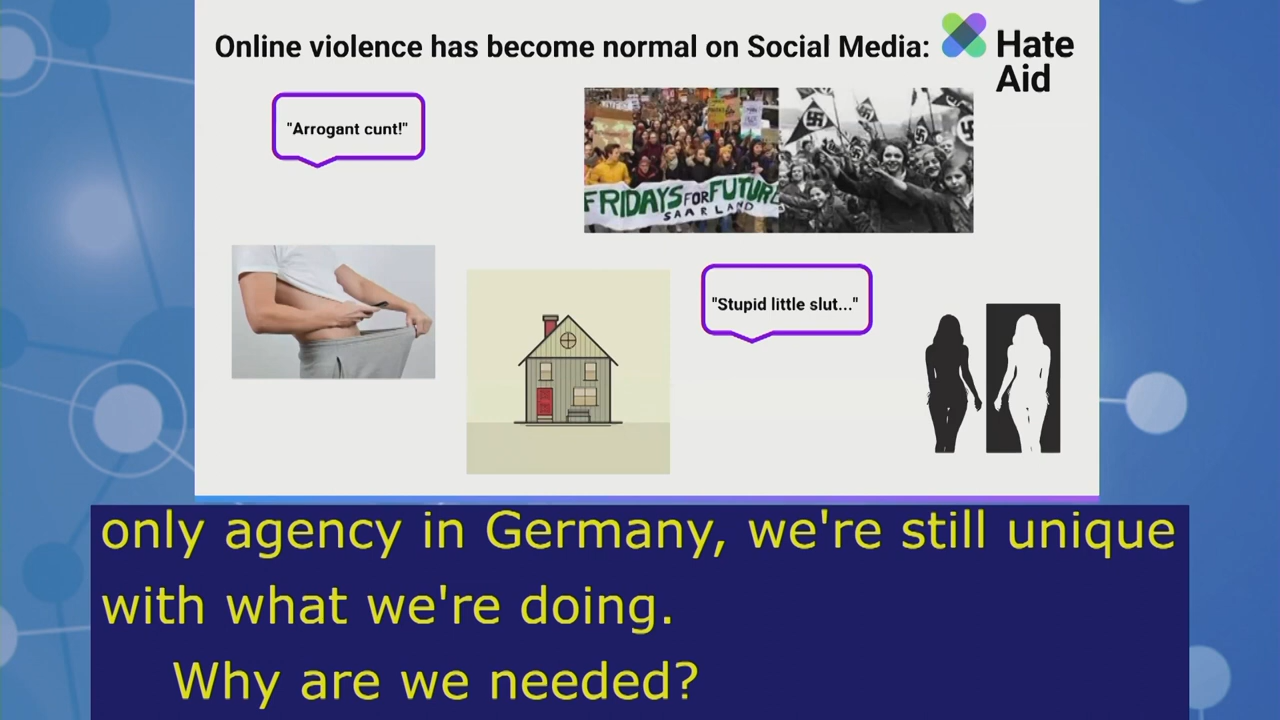 Online violence has become normal on Social Media:
Hate
Aid
"Arrogant cunt!"
FRIDAYS FOR FUTURE
SAARLAND
"Stupid little slut..."
only agency in Germany, we're still unique
with what we're doing.
Why are we needed?